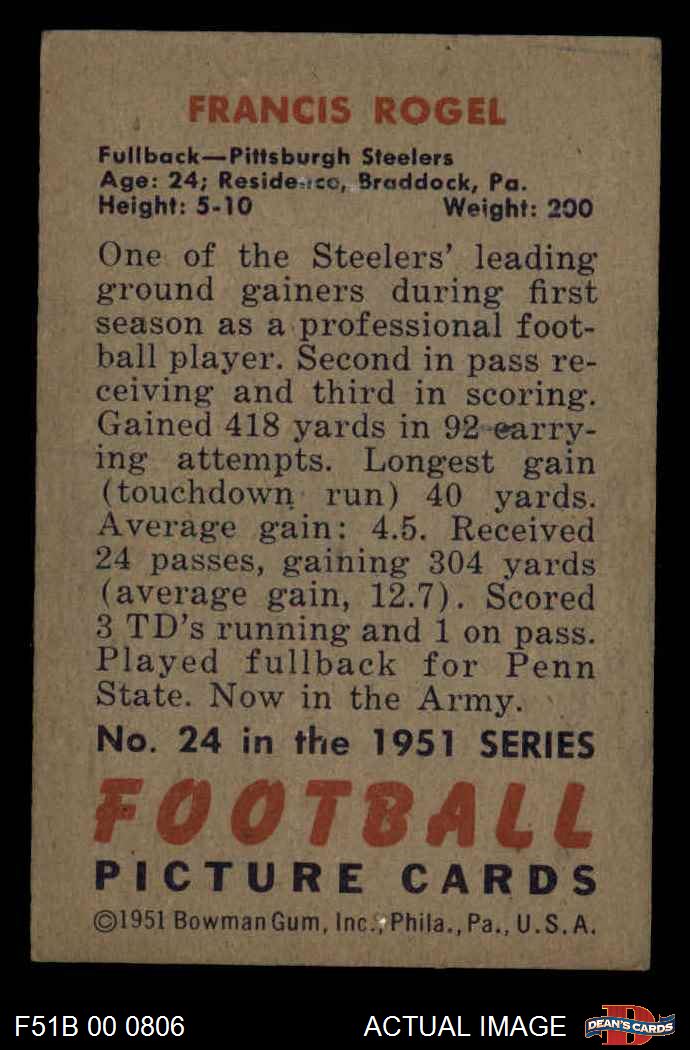 FRANCIS ROGEL
Fullback—Pittsburgh Steelers
Age: 24; Residence, Braddock, Pa.
Height: 5-10 Weight: 200
One of the Steelers' leading
ground gainers during first
season as a professional foot-
ball player. Second in pass re-
ceiving and third in scoring.
Gained 418 yards in 92 carry-
ing attempts. Longest gain
(touchdown run) 40 yards.
Average gain: 4.5. Received
24 passes, gaining 304 yards
(average gain, 12.7). Scored
3 TD's running and 1 on pass.
Played fullback for Penn
State. Now in the Army.
No. 24 in the 1951 SERIES
FOOTBALL
PICTURE CARDS
©1951 Bowman Gum, Inc., Phila., Pa., U.S.A.
F51B 00 0806 ACTUAL IMAGE D DEAN'S CARDS